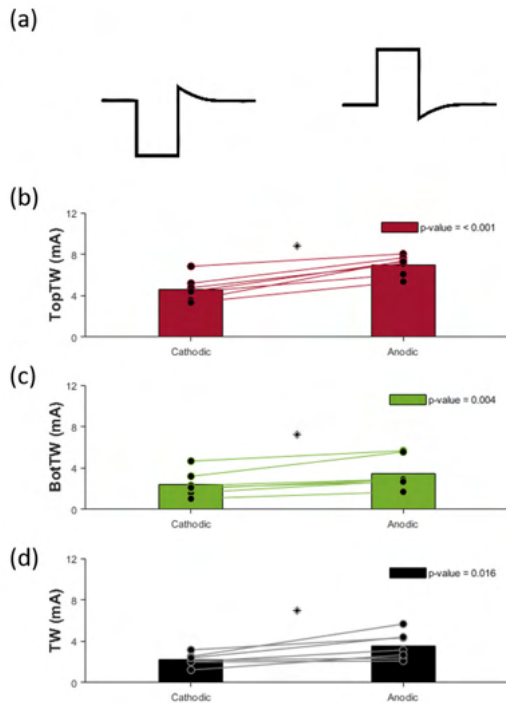 (a)
(b)
12
8
4
0
TopTW (mA)
p-value = < 0.001
*
Cathodic
Anodic
(c)
12
8
4
0
BotTW (mA)
p-value = 0.004
*
Cathodic
Anodic
(d)
12
8
4
0
TW (mA)
p-value = 0.016
*
Cathodic
Anodic